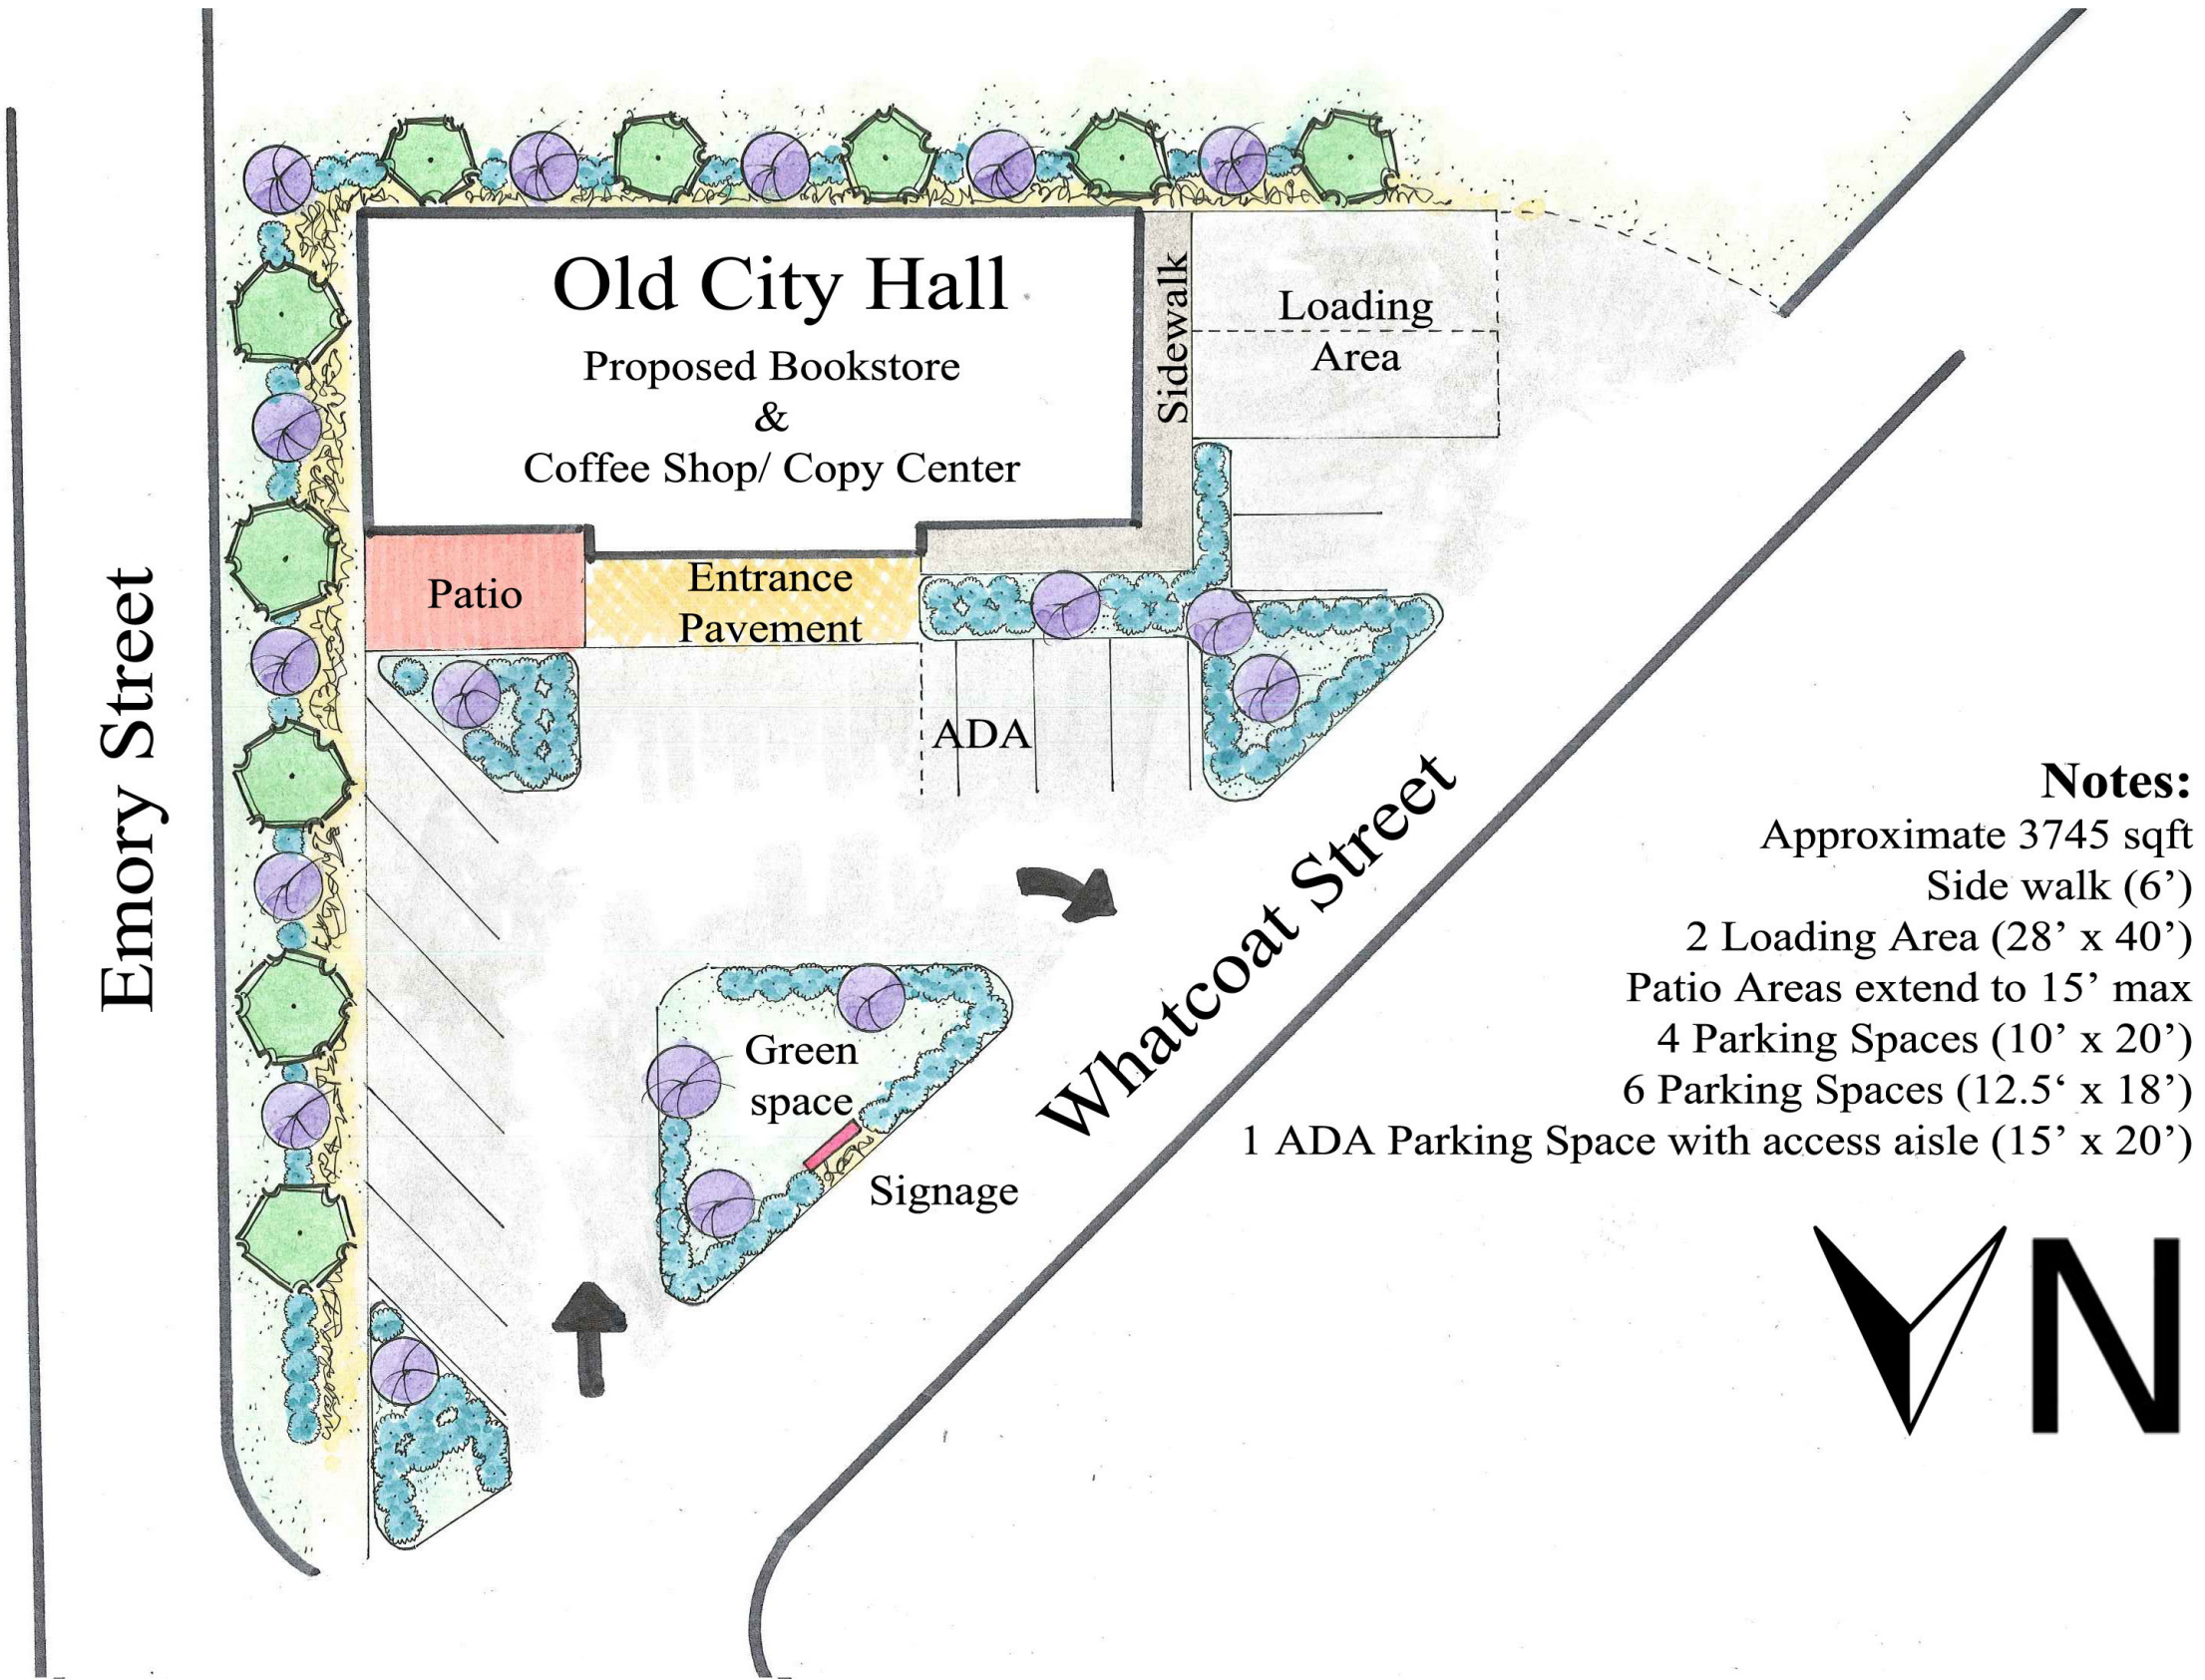 Old City Hall
Proposed Bookstore
&
Coffee Shop/ Copy Center
Sidewalk
Loading
Area
Patio
Entrance
Pavement
ADA
Emory Street
Whatcoat Street
Green
space
Signage
Notes:
Approximate 3745 sqft
Side walk (6’)
2 Loading Area (28’ x 40’)
Patio Areas extend to 15’ max
4 Parking Spaces (10’ x 20’)
6 Parking Spaces (12.5‘ x 18’)
1 ADA Parking Space with access aisle (15’ x 20’)
N